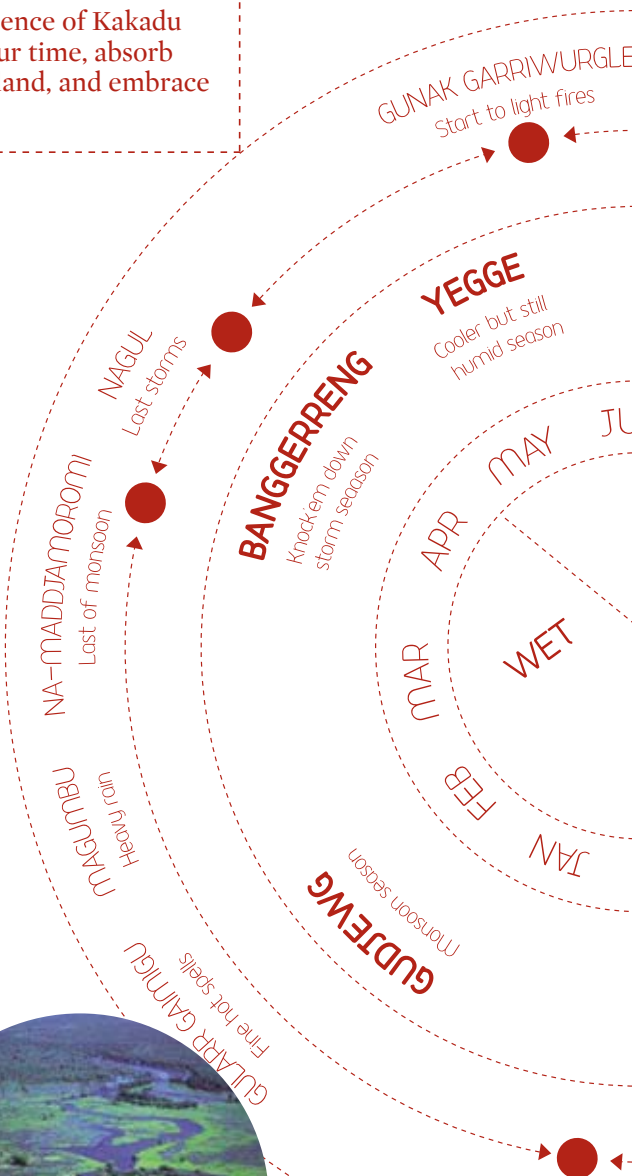 ence of Kakadu
ur time, absorb
and, and embrace
GUNAK GARRIWURGLE
Start to light fires
YEGGE
Cooler but still
humid season
NAGUL
Last storms
BANGGERRENG
Knock'em down
storm seaason
NA-MADDJAMOROMI
Last of monsoon
MAGUMBU
Heavy rain
GULARR GAIMIGU
Fine hot spells
GUDJEWG
Monsoon season
JU
MAY
APR
MAR
FEB
JAN
WET